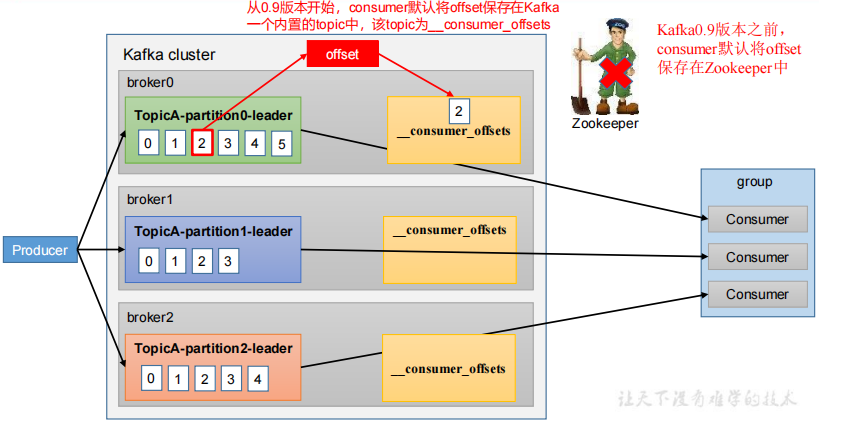 从0.9版本开始，consumer默认将offset保存在Kafka
一个内置的topic中，该topic为__consumer_offsets
Kafka0.9版本之前，
consumer默认将offset
保存在Zookeeper中
Kafka cluster
offset
Zookeeper
broker0
TopicA-partition0-leader
0 1 2 3 4 5
2
__consumer_offsets
broker1
TopicA-partition1-leader
0 1 2 3
__consumer_offsets
broker2
TopicA-partition2-leader
0 1 2 3 4
__consumer_offsets
Producer
group
Consumer
Consumer
Consumer
让天下没有难学的技术